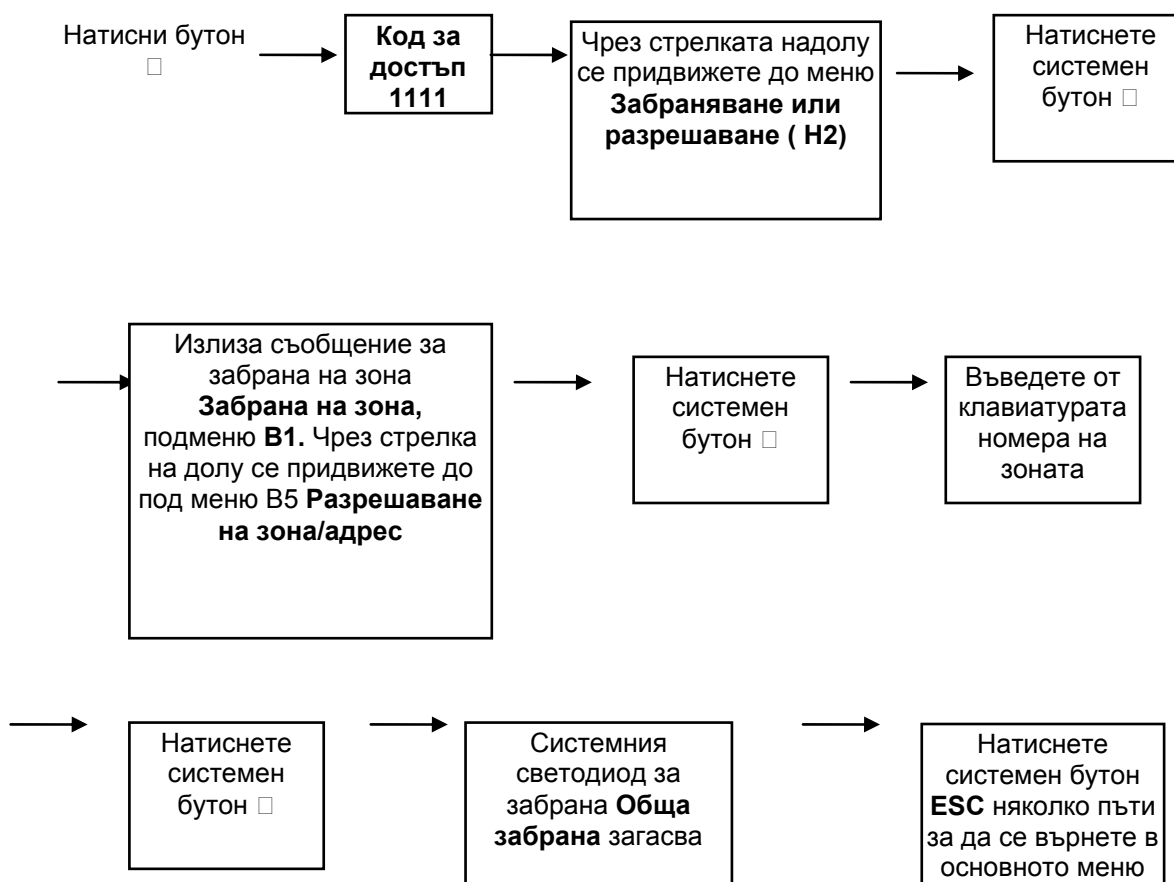 Натисни бутон
□
Код за
достъп
1111
Чрез стрелката надолу
се придвижете до меню
Забраняване или
разрешаване ( Н2)
Натиснете
системен
бутон □
Излиза съобщение за
забрана на зона
Забрана на зона,
подменю В1. Чрез стрелка
на долу се придвижете до
под меню В5 Разрешаване
на зона/адрес
Натиснете
системен
бутон □
Въведете от
клавиатурата
номера на
зоната
Натиснете
системен
бутон □
Системния
светодиод за
забрана Обща
забрана загасва
Натиснете
системен бутон
ESC няколко пъти
за да се върнете в
основното меню